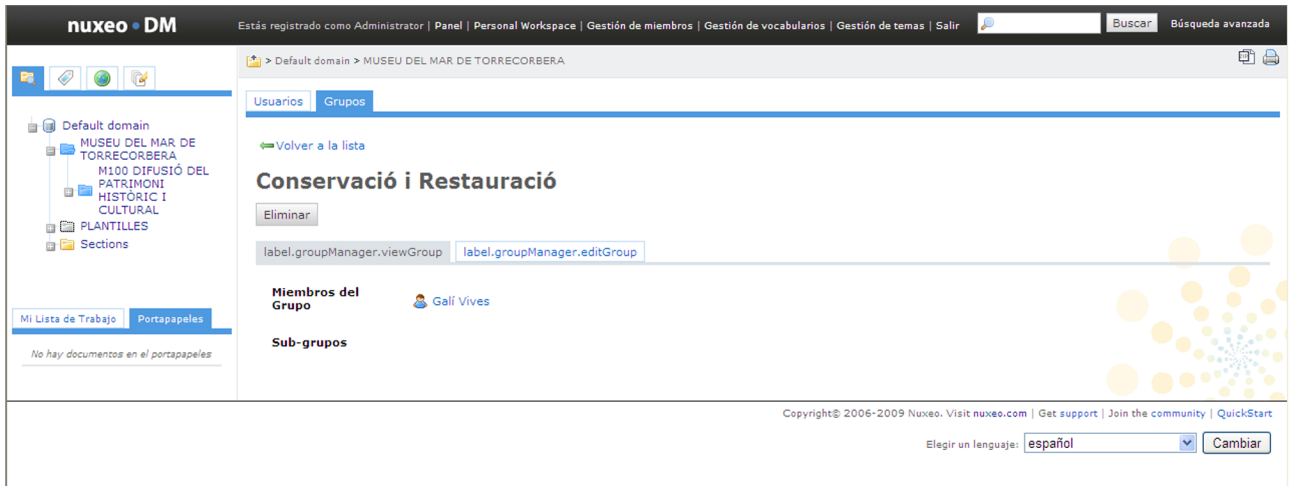 nuxeo DM
Estás registrado como Administrator | Panel | Personal Workspace | Gestión de miembros | Gestión de vocabularios | Gestión de temas | Salir
Buscar
Búsqueda avanzada
> Default domain > MUSEU DEL MAR DE TORRECORBERA
Usuarios
Grupos
Default domain
MUSEU DEL MAR DE
TORRECORBERA
M100 DIFUSIÓ DEL
PATRIMONI
HISTÒRIC I
CULTURAL
PLANTILLES
Sections
Volver a la lista
Conservació i Restauració
Eliminar
label.groupManager.viewGroup
label.groupManager.editGroup
Miembros del
Grupo
Galí Vives
Sub-grupos
Mi Lista de Trabajo
Portapapeles
No hay documentos en el portapapeles
Copyright© 2006-2009 Nuxeo. Visit nuxeo.com | Get support | Join the community | QuickStart
Elegir un lenguaje:
español
Cambiar